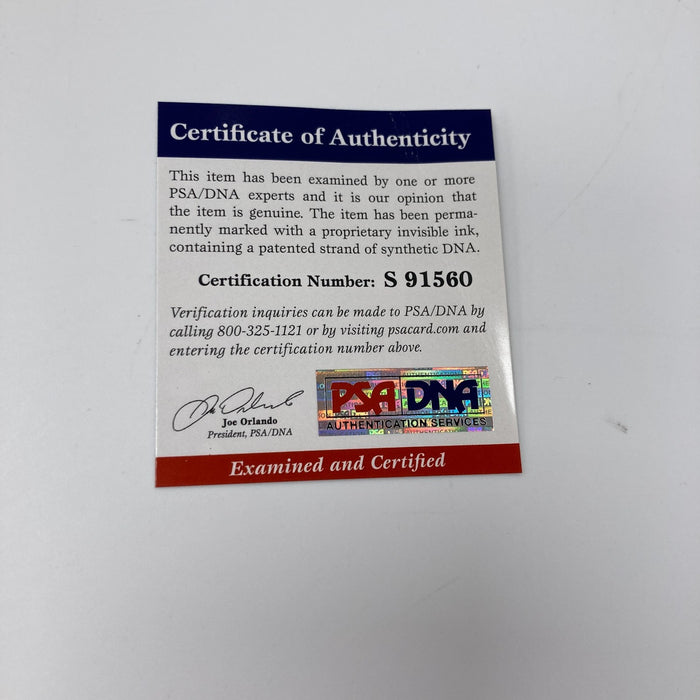 Certificate of Authenticity
This item has been examined by one or more
PSA/DNA experts and it is our opinion that
the item is genuine. The item has been perma-
nently marked with a proprietary invisible ink,
containing a patented strand of synthetic DNA.
Certification Number: S 91560
Verification inquiries can be made to PSA/DNA by
calling 800-325-1121 or by visiting psacard.com and
entering the certification number above.
Joe Orlando
President, PSA/DNA
PSA DNA
AUTHENTICATION SERVICES
Examined and Certified